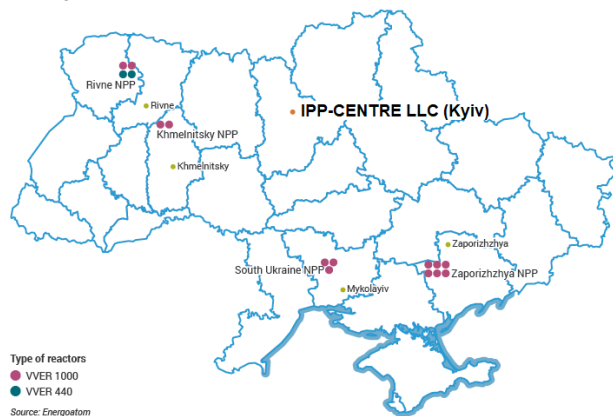 Rivne NPP
Rivne
IPP-CENTRE LLC (Kyiv)
Khmelnitsky NPP
Khmelnitsky
Zaporizhzhya
South Ukraine NPP
Zaporizhzhya NPP
Mykolayiv
Type of reactors
VVER 1000
VVER 440
Source: Energoatom